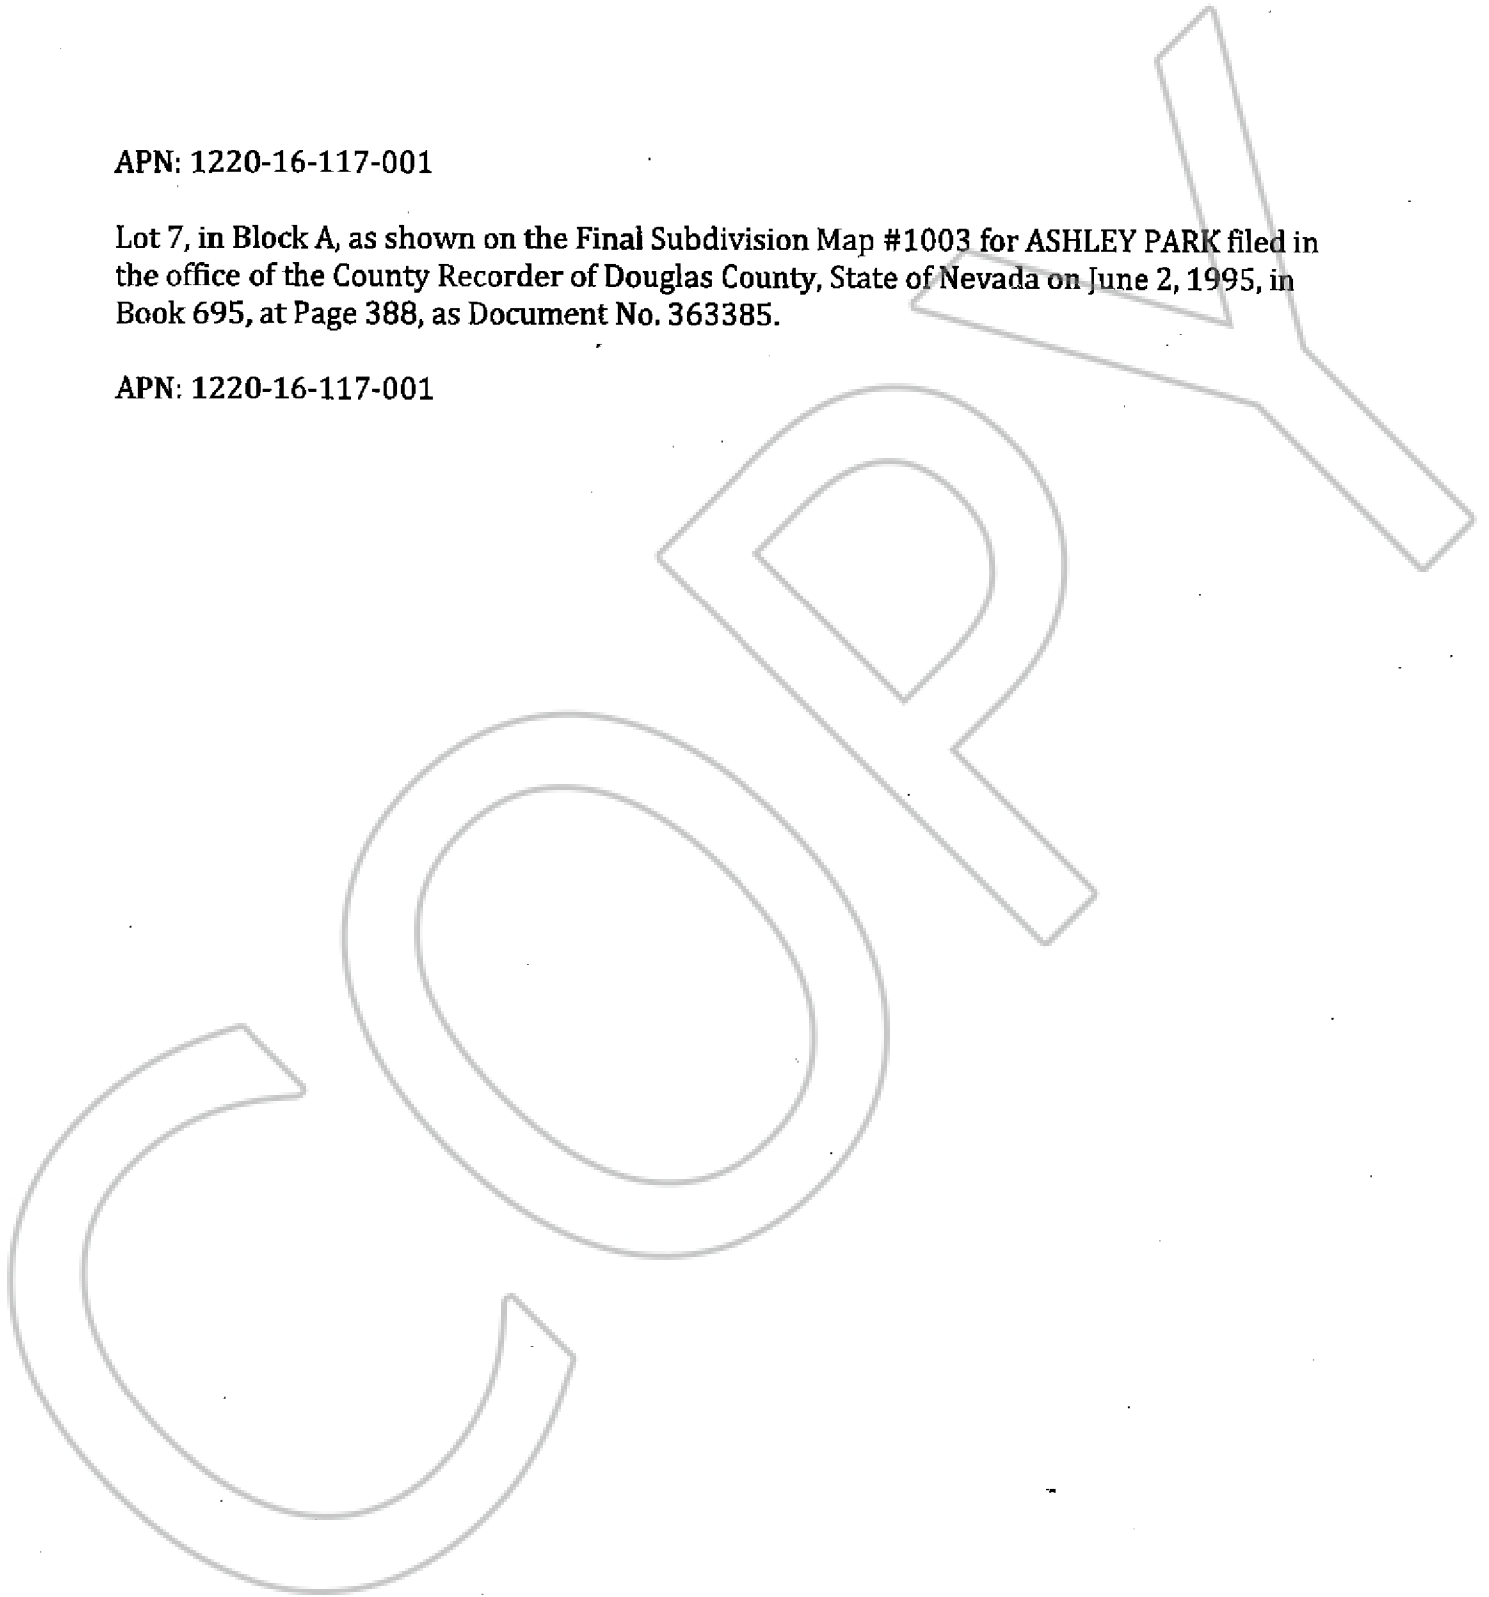 APN: 1220-16-117-001
Lot 7, in Block A, as shown on the Final Subdivision Map #1003 for ASHLEY PARK filed in
the office of the County Recorder of Douglas County, State of Nevada on June 2, 1995, in
Book 695, at Page 388, as Document No. 363385.
APN: 1220-16-117-001
COPY